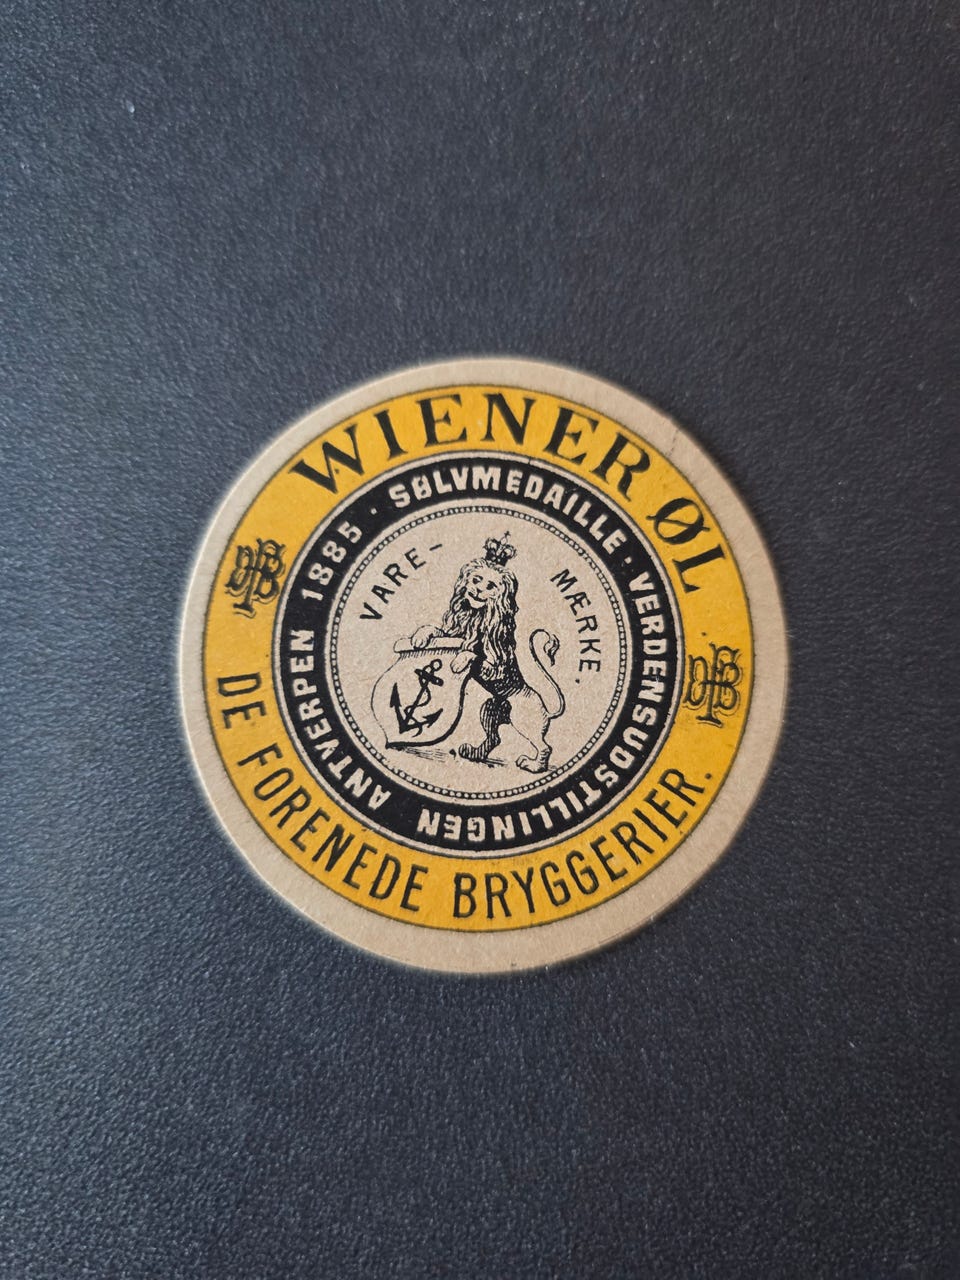 WIENER ØL
DE FORENEDE BRYGGERIER.
SØLVMEDAILLE · VERDENSUDSTILLINGEN ANTVERPEN 1885 ·
VARE-
MÆRKE.